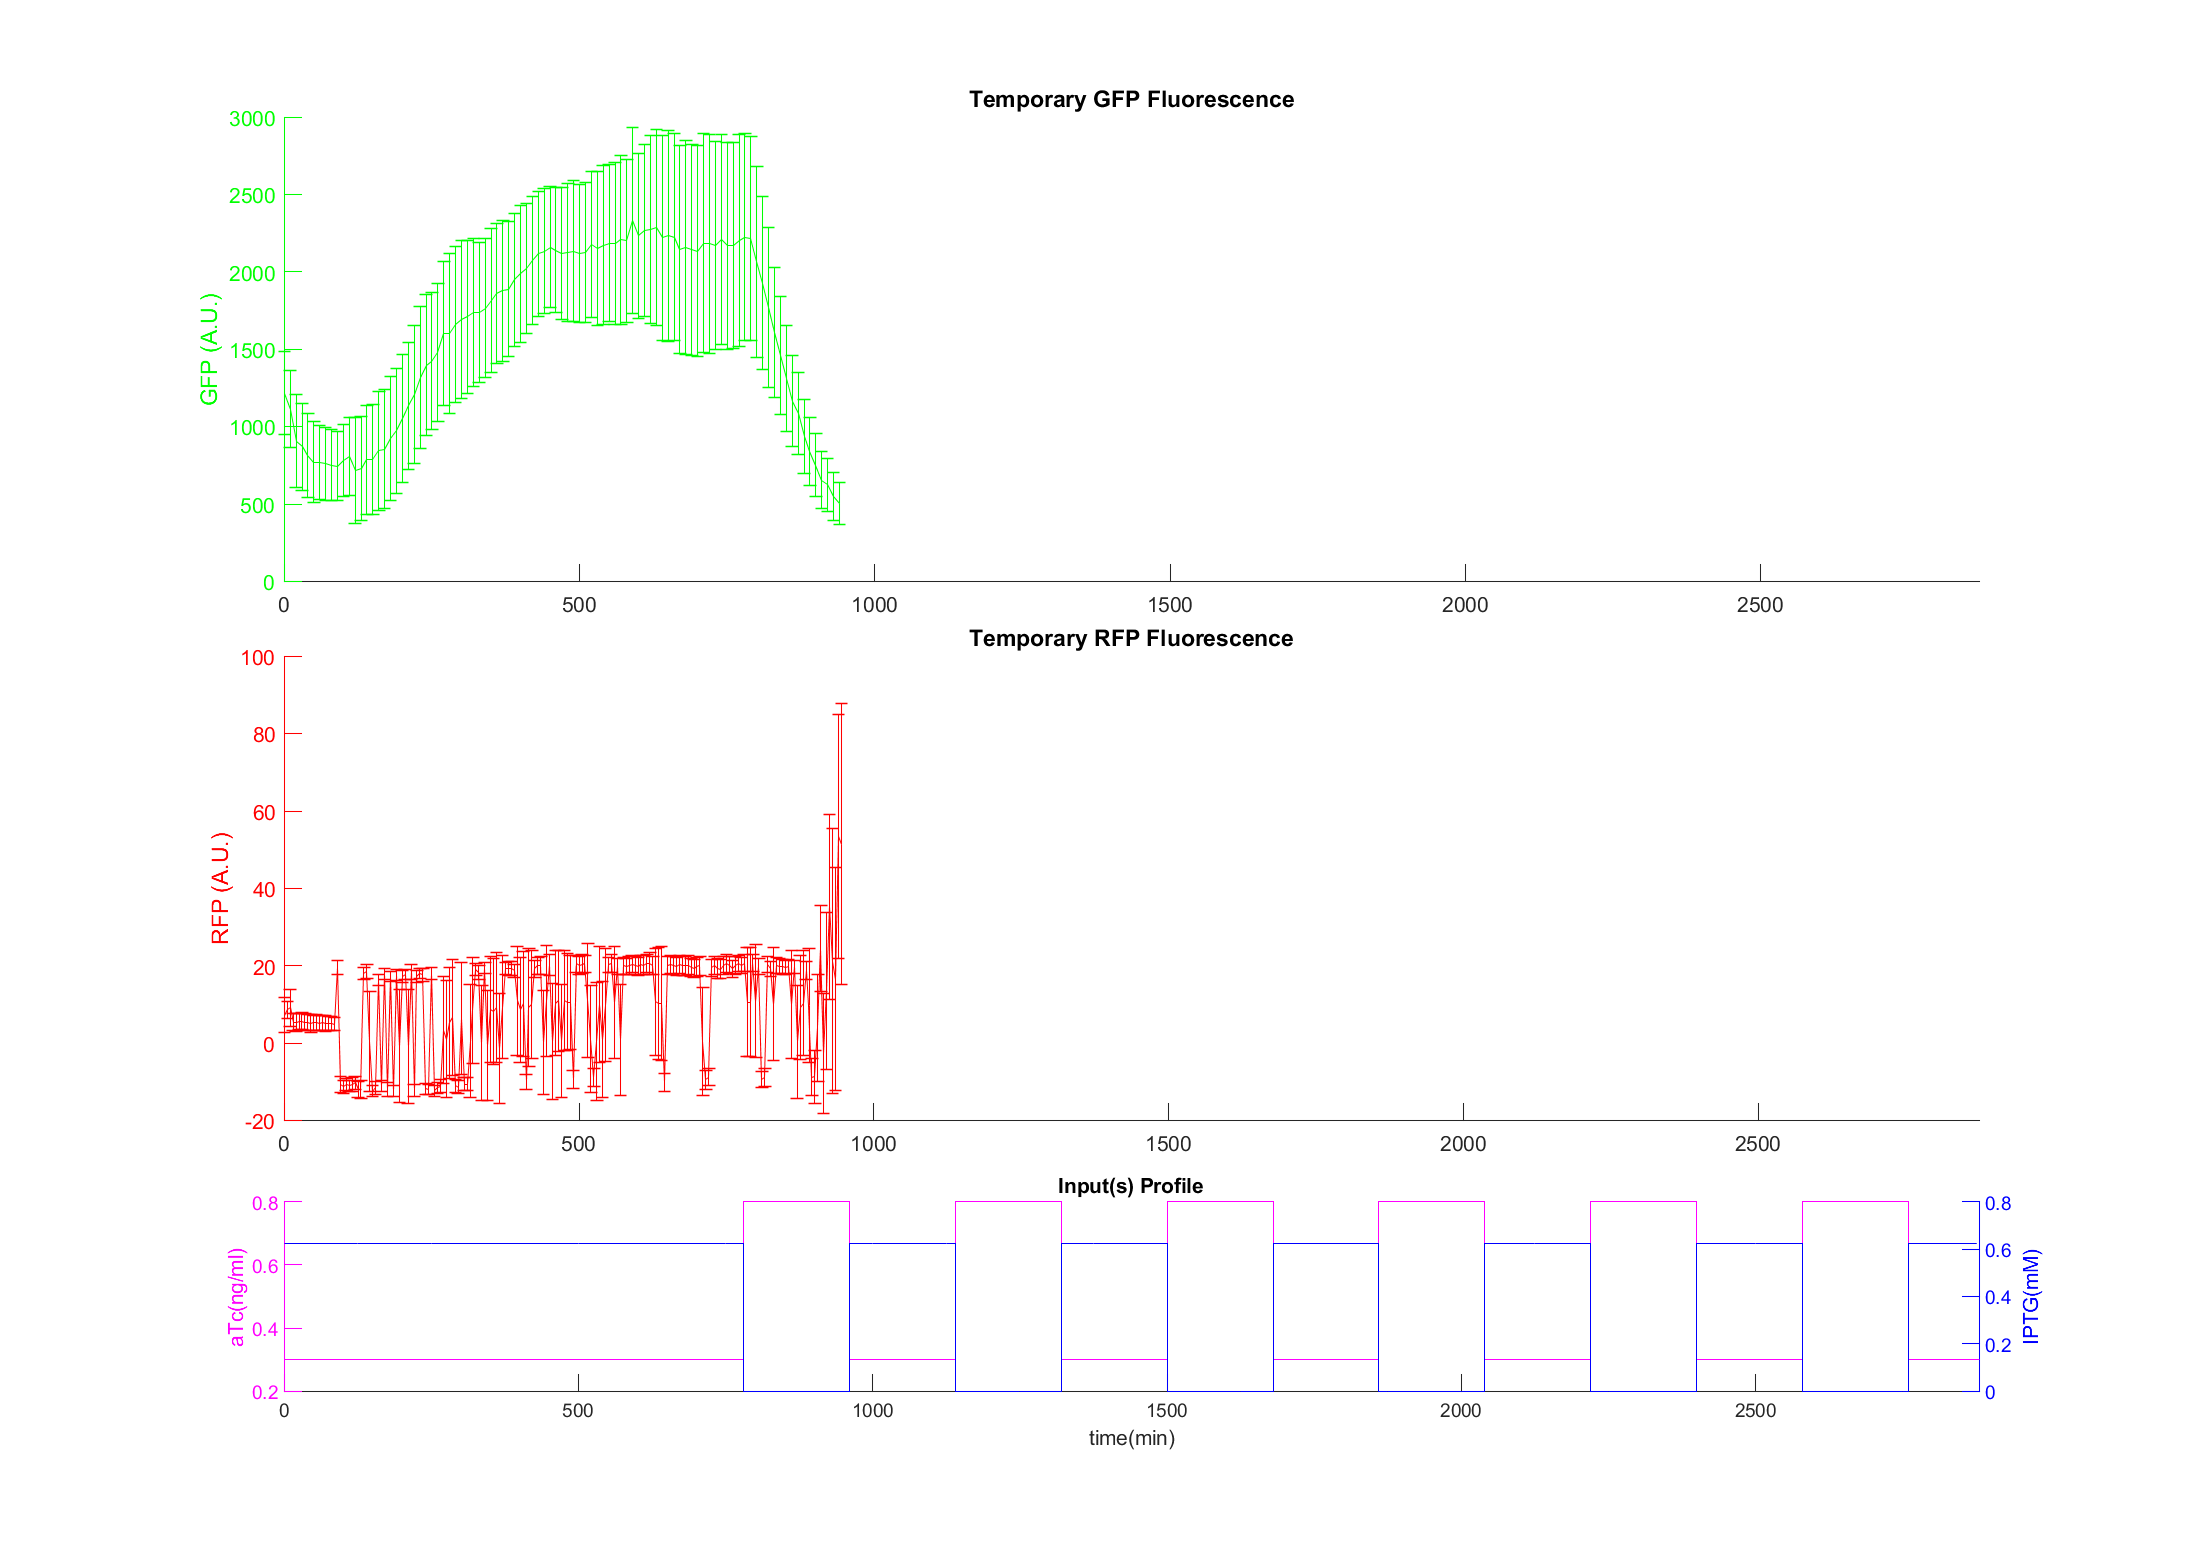 Temporary GFP Fluorescence
3000
2500
2000
1500
1000
500
0
GFP (A.U.)
0 500 1000 1500 2000 2500
Temporary RFP Fluorescence
100
80
60
40
20
0
-20
RFP (A.U.)
0 500 1000 1500 2000 2500
Input(s) Profile
0.8
0.6
0.4
0.2
aTc(ng/ml)
0.8
0.6
0.4
0.2
0
IPTG(mM)
0 500 1000 1500 2000 2500
time(min)